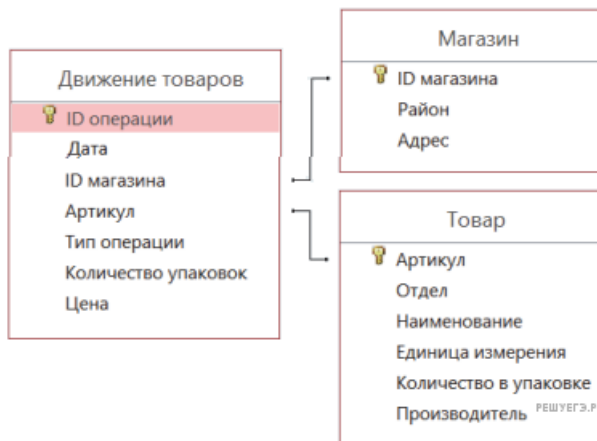 Движение товаров
ID операции
Дата
ID магазина
Артикул
Тип операции
Количество упаковок
Цена
Магазин
ID магазина
Район
Адрес
Товар
Артикул
Отдел
Наименование
Единица измерения
Количество в упаковке
Производитель